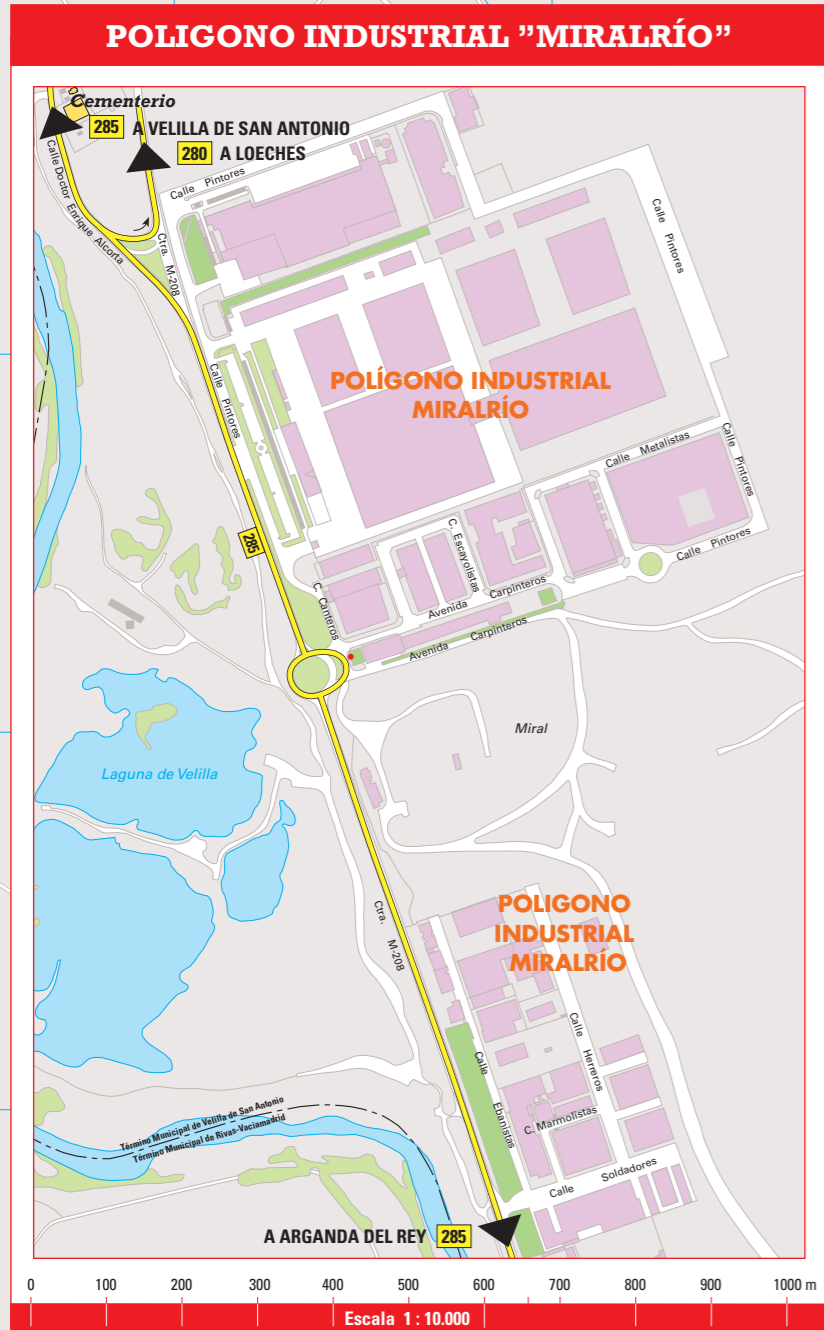 POLIGONO INDUSTRIAL "MIRALRÍO"
Cementerio
285 A VELILLA DE SAN ANTONIO
280 A LOECHES
Calle Pintores
Calle Doctor Enrique Alcorta
Ctra. M-208
Calle Pintores
Calle Pintores
POLÍGONO INDUSTRIAL
MIRALRÍO
Calle Metalistas
Calle Pintores
Calle Pintores
285
C. Escayolistas
C. Canteros
Avenida Carpinteros
Avenida Carpinteros
Miral
Laguna de Velilla
Ctra. M-208
POLIGONO
INDUSTRIAL
MIRALRÍO
Calle Herreros
Calle Ebanistas
C. Marmolistas
Término Municipal de Velilla de San Antonio
Término Municipal de Rivas-Vaciamadrid
Calle Soldadores
A ARGANDA DEL REY 285
0 100 200 300 400 500 600 700 800 900 1000 m
Escala 1 : 10.000